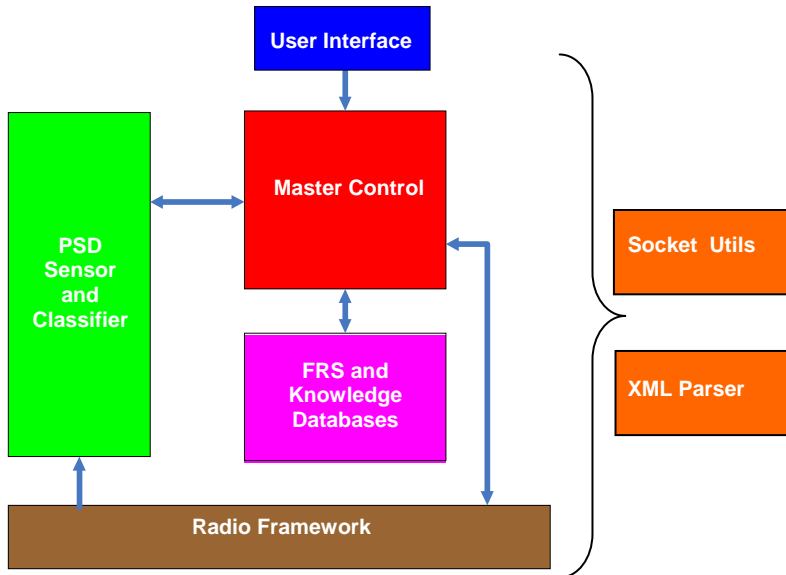 User Interface
Master Control
PSD
Sensor
and
Classifier
FRS and
Knowledge
Databases
Radio Framework
Socket  Utils
XML Parser